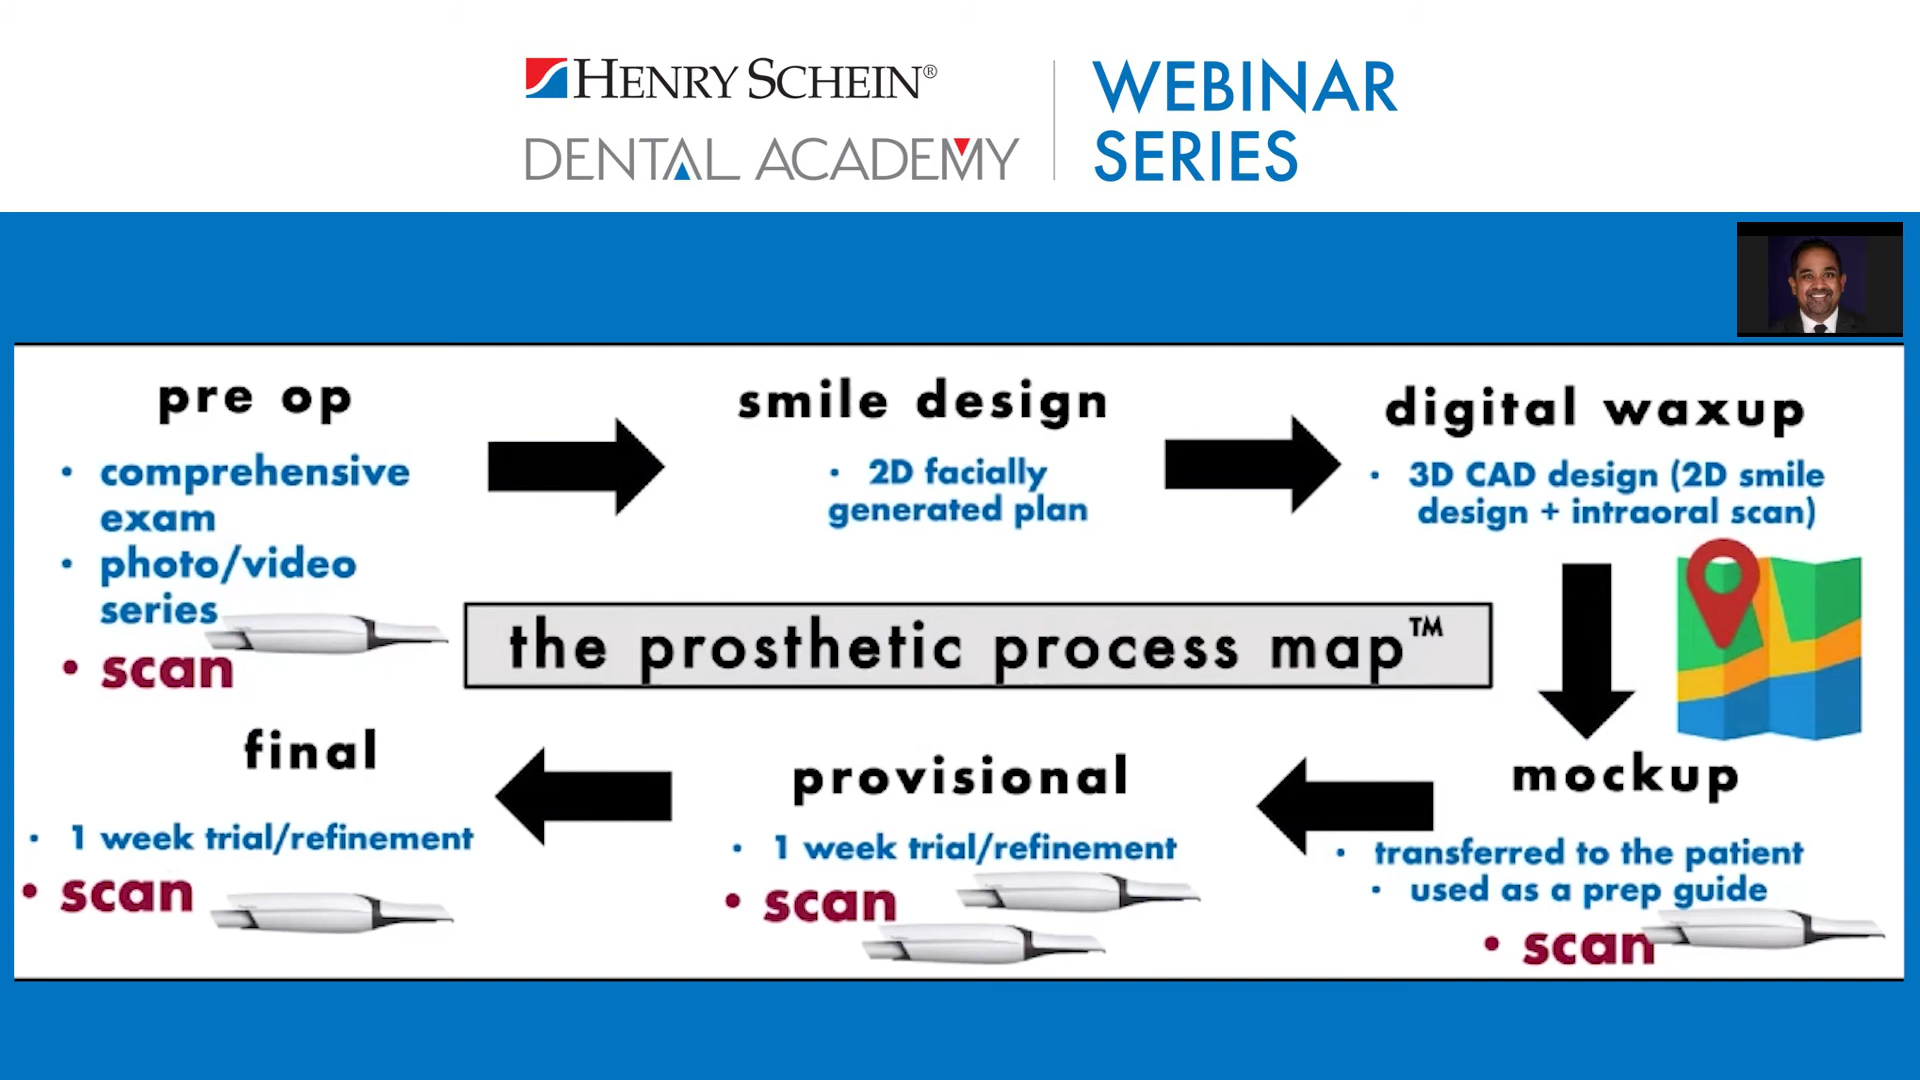 HENRY SCHEIN®
DENTAL ACADEMY
WEBINAR
SERIES
pre op
• comprehensive
exam
• photo/video
series
• scan
smile design
• 2D facially
generated plan
digital waxup
• 3D CAD design (2D smile
design + intraoral scan)
the prosthetic process map™
mockup
• transferred to the patient
• used as a prep guide
• scan
provisional
• 1 week trial/refinement
• scan
final
• 1 week trial/refinement
• scan